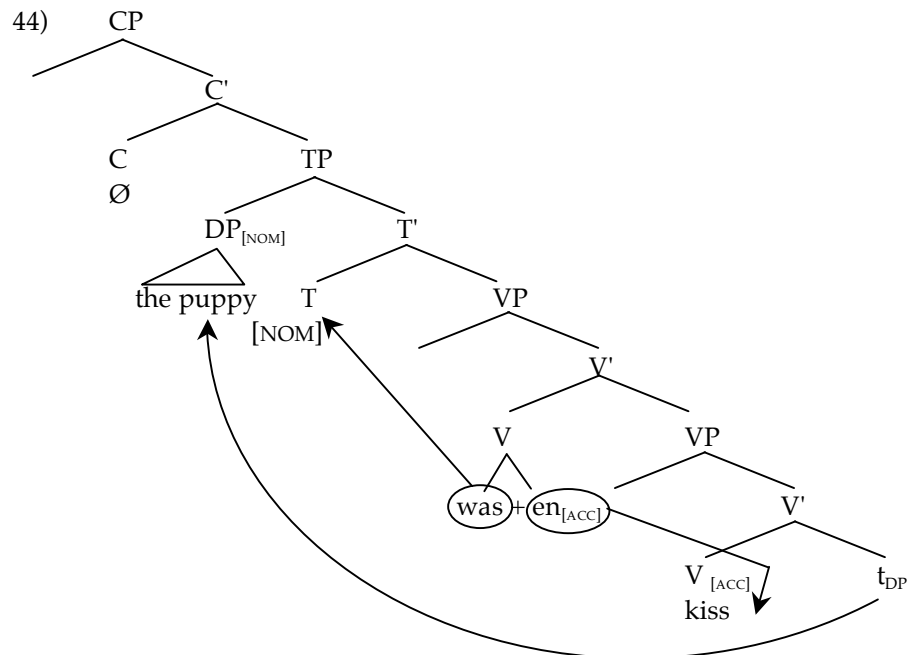 44) CP
C'
C TP
Ø
DP[NOM] T'
the puppy T VP
[NOM]
V'
V VP
was + en[ACC] V'
V [ACC] tDP
kiss